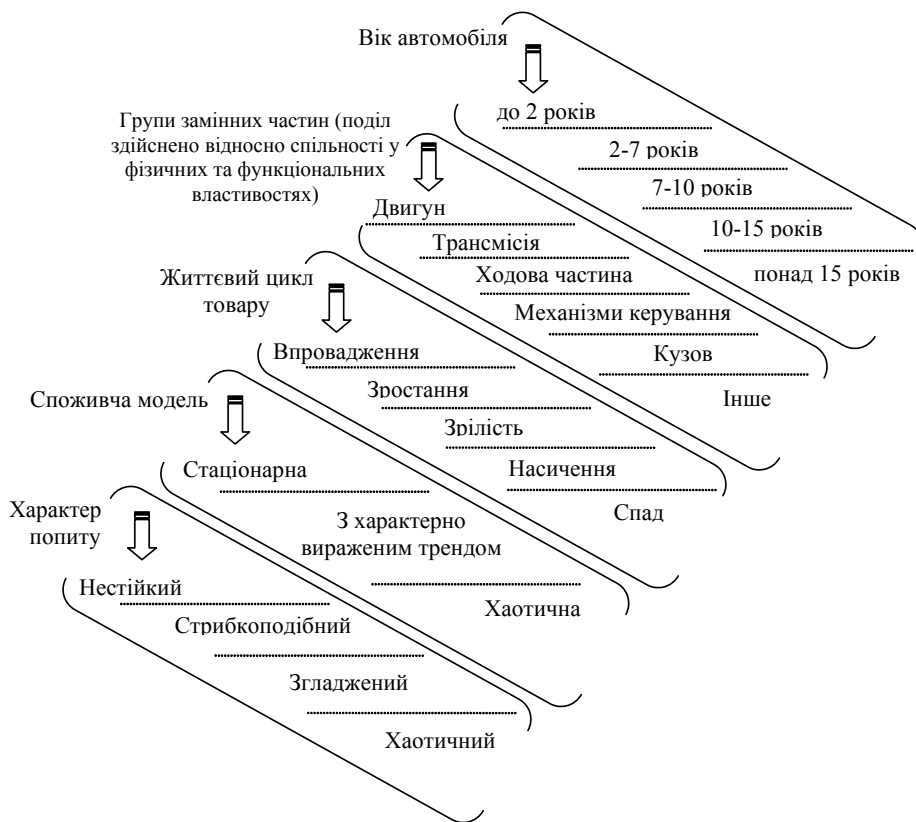 Вік автомобіля
до 2 років
2-7 років
7-10 років
10-15 років
понад 15 років
Групи замінних частин (поділ
здійснено відносно спільності у
фізичних та функціональних
властивостях)
Двигун
Трансмісія
Ходова частина
Механізми керування
Кузов
Інше
Життєвий цикл
товару
Впровадження
Зростання
Зрілість
Насичення
Спад
Споживча модель
Стаціонарна
З характерно
вираженим трендом
Хаотична
Характер
попиту
Нестійкий
Стрибкоподібний
Згладжений
Хаотичний